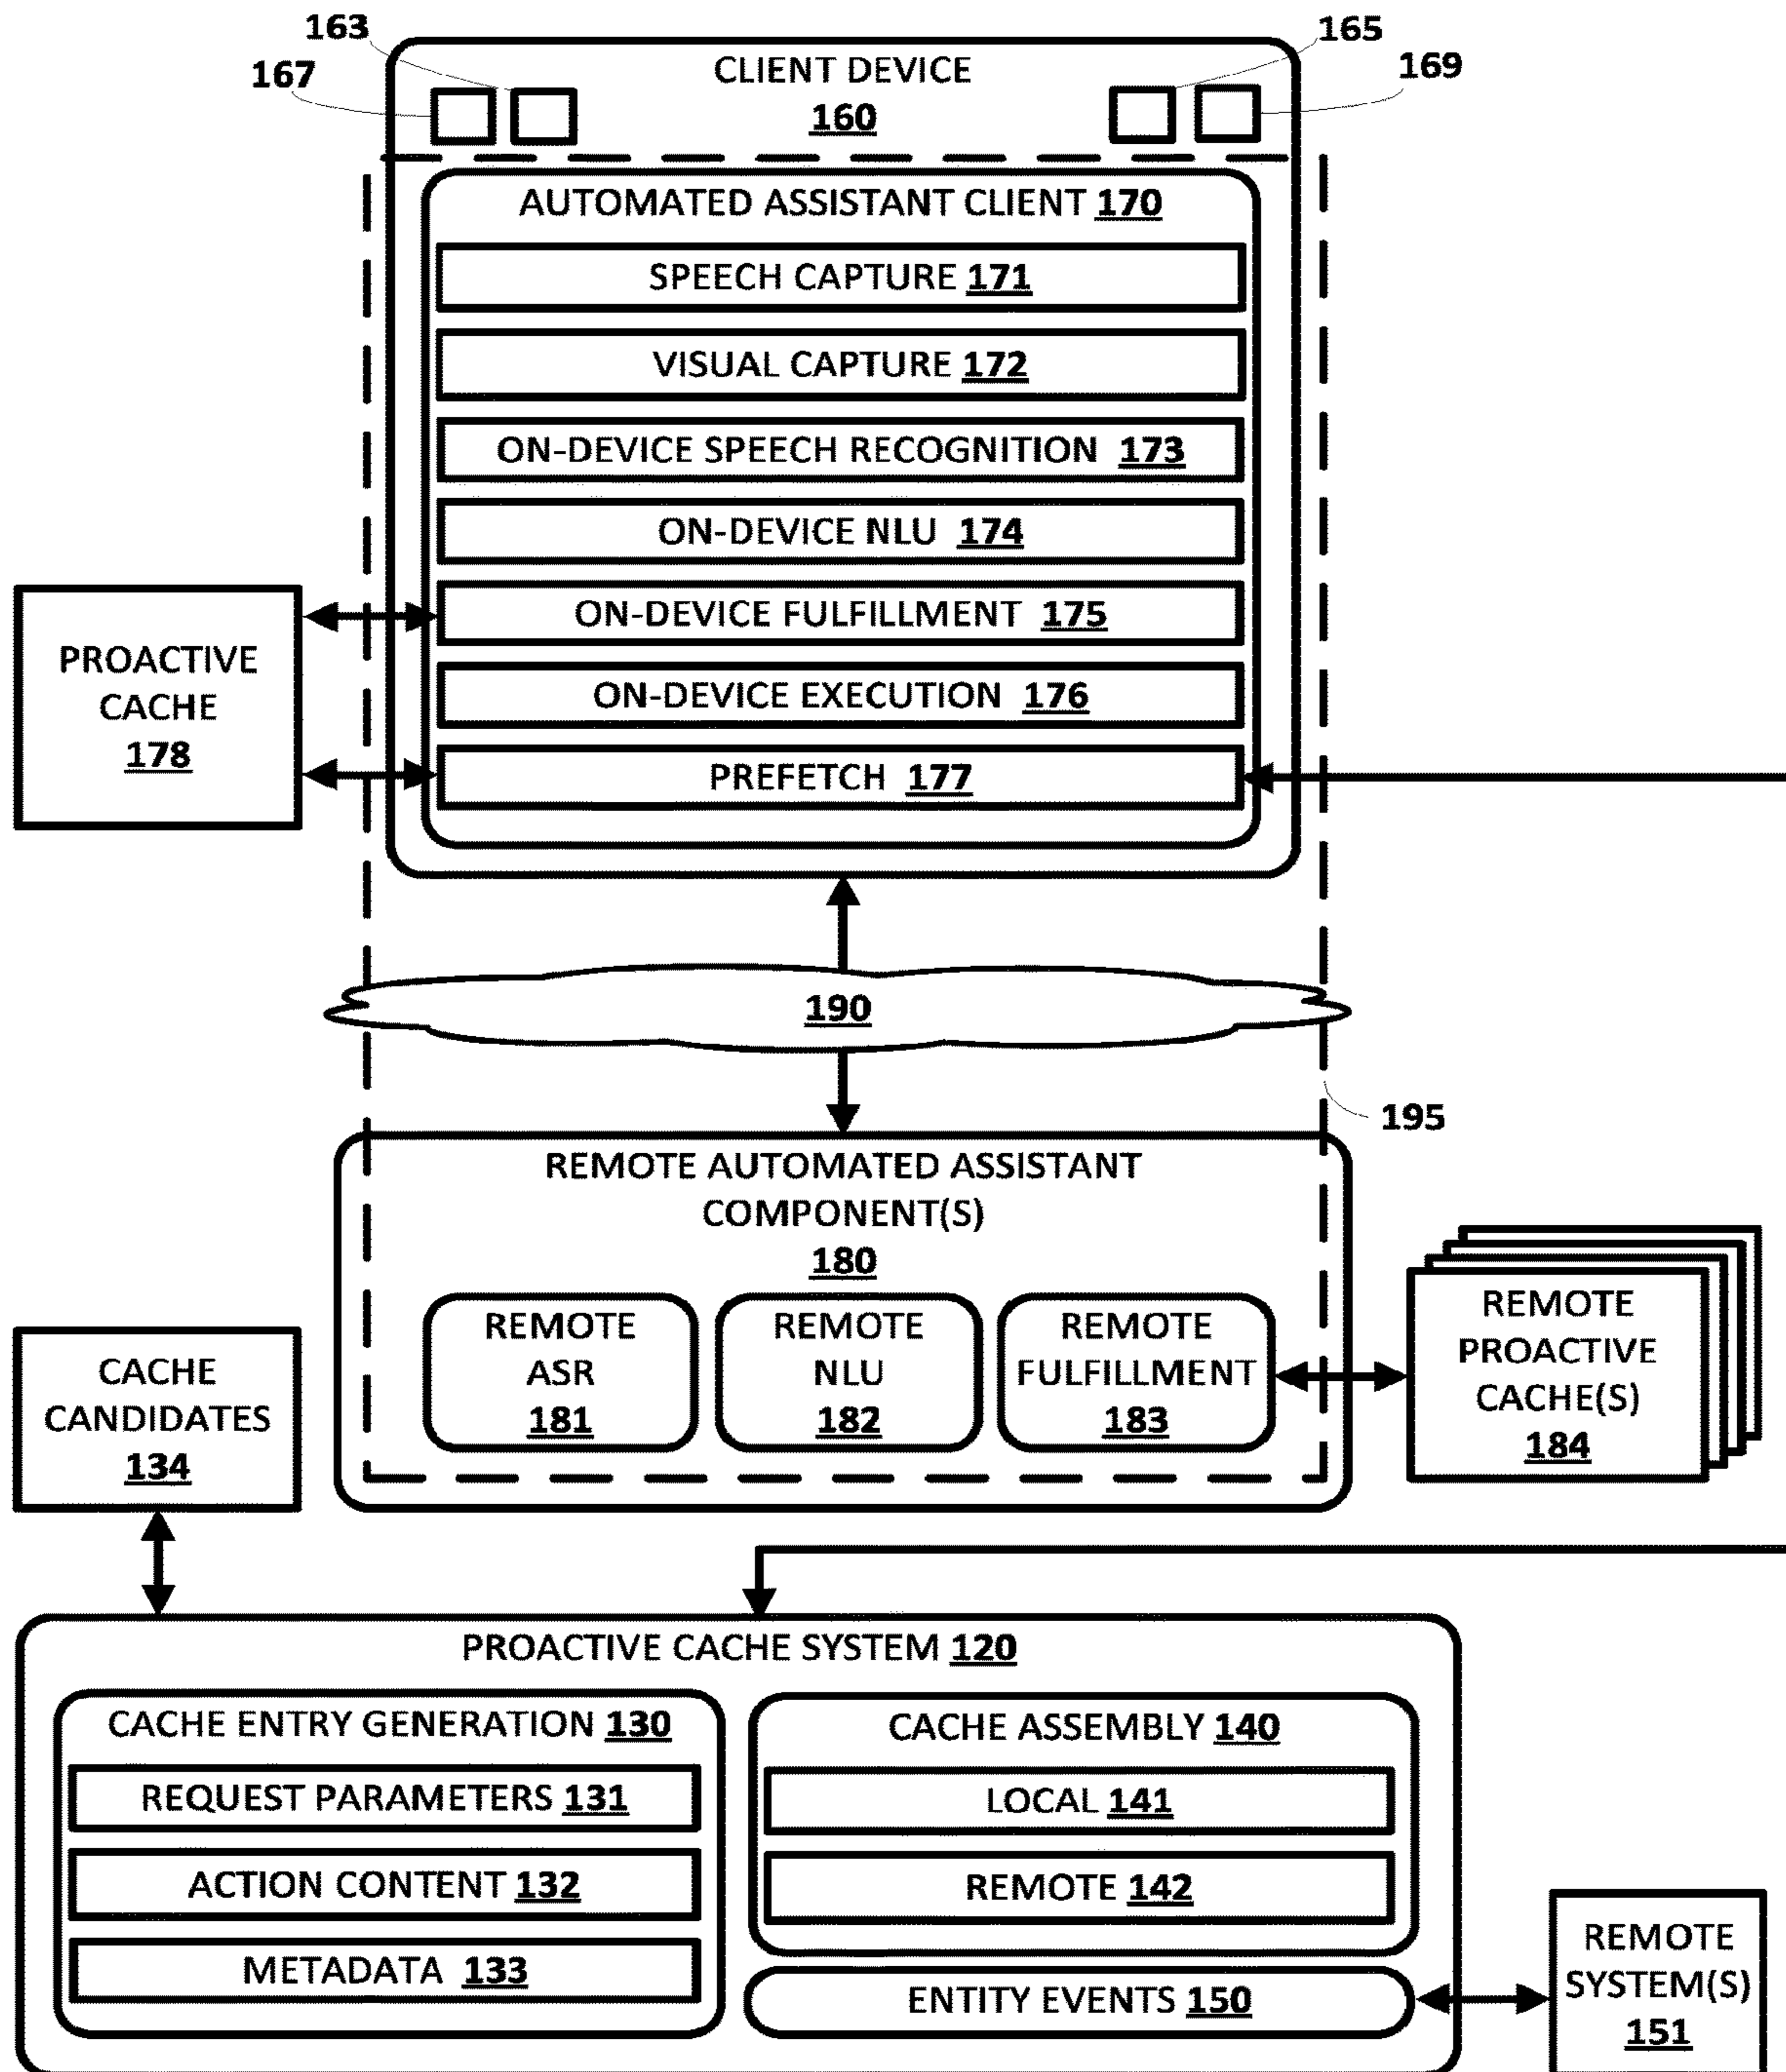 163
165
167
169
CLIENT DEVICE
160
AUTOMATED ASSISTANT CLIENT 170
SPEECH CAPTURE 171
VISUAL CAPTURE 172
ON-DEVICE SPEECH RECOGNITION 173
ON-DEVICE NLU 174
ON-DEVICE FULFILLMENT 175
ON-DEVICE EXECUTION 176
PREFETCH 177
PROACTIVE
CACHE
178
190
195
REMOTE AUTOMATED ASSISTANT
COMPONENT(S)
180
REMOTE
ASR
181
REMOTE
NLU
182
REMOTE
FULFILLMENT
183
REMOTE
PROACTIVE
CACHE(S)
184
CACHE
CANDIDATES
134
PROACTIVE CACHE SYSTEM 120
CACHE ENTRY GENERATION 130
REQUEST PARAMETERS 131
ACTION CONTENT 132
METADATA 133
CACHE ASSEMBLY 140
LOCAL 141
REMOTE 142
ENTITY EVENTS 150
REMOTE
SYSTEM(S)
151